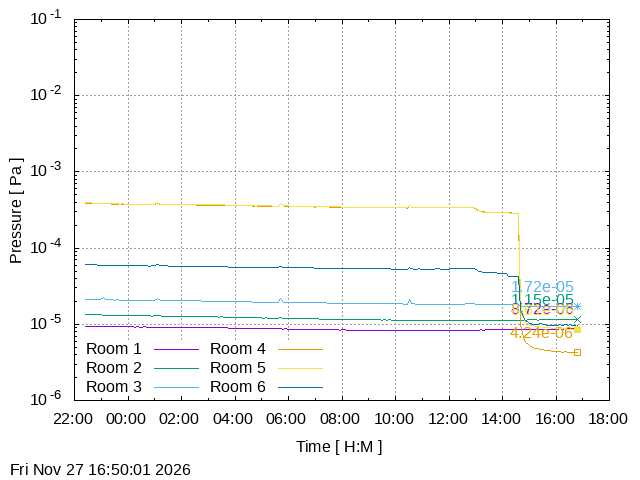 10^-1
10^-2
10^-3
10^-4
10^-5
10^-6
Pressure [ Pa ]
1.72e-05
1.15e-05
4.24e-06
Room 1 Room 4
Room 2 Room 5
Room 3 Room 6
22:00 00:00 02:00 04:00 06:00 08:00 10:00 12:00 14:00 16:00 18:00
Time [ H:M ]
Fri Nov 27 16:50:01 2026